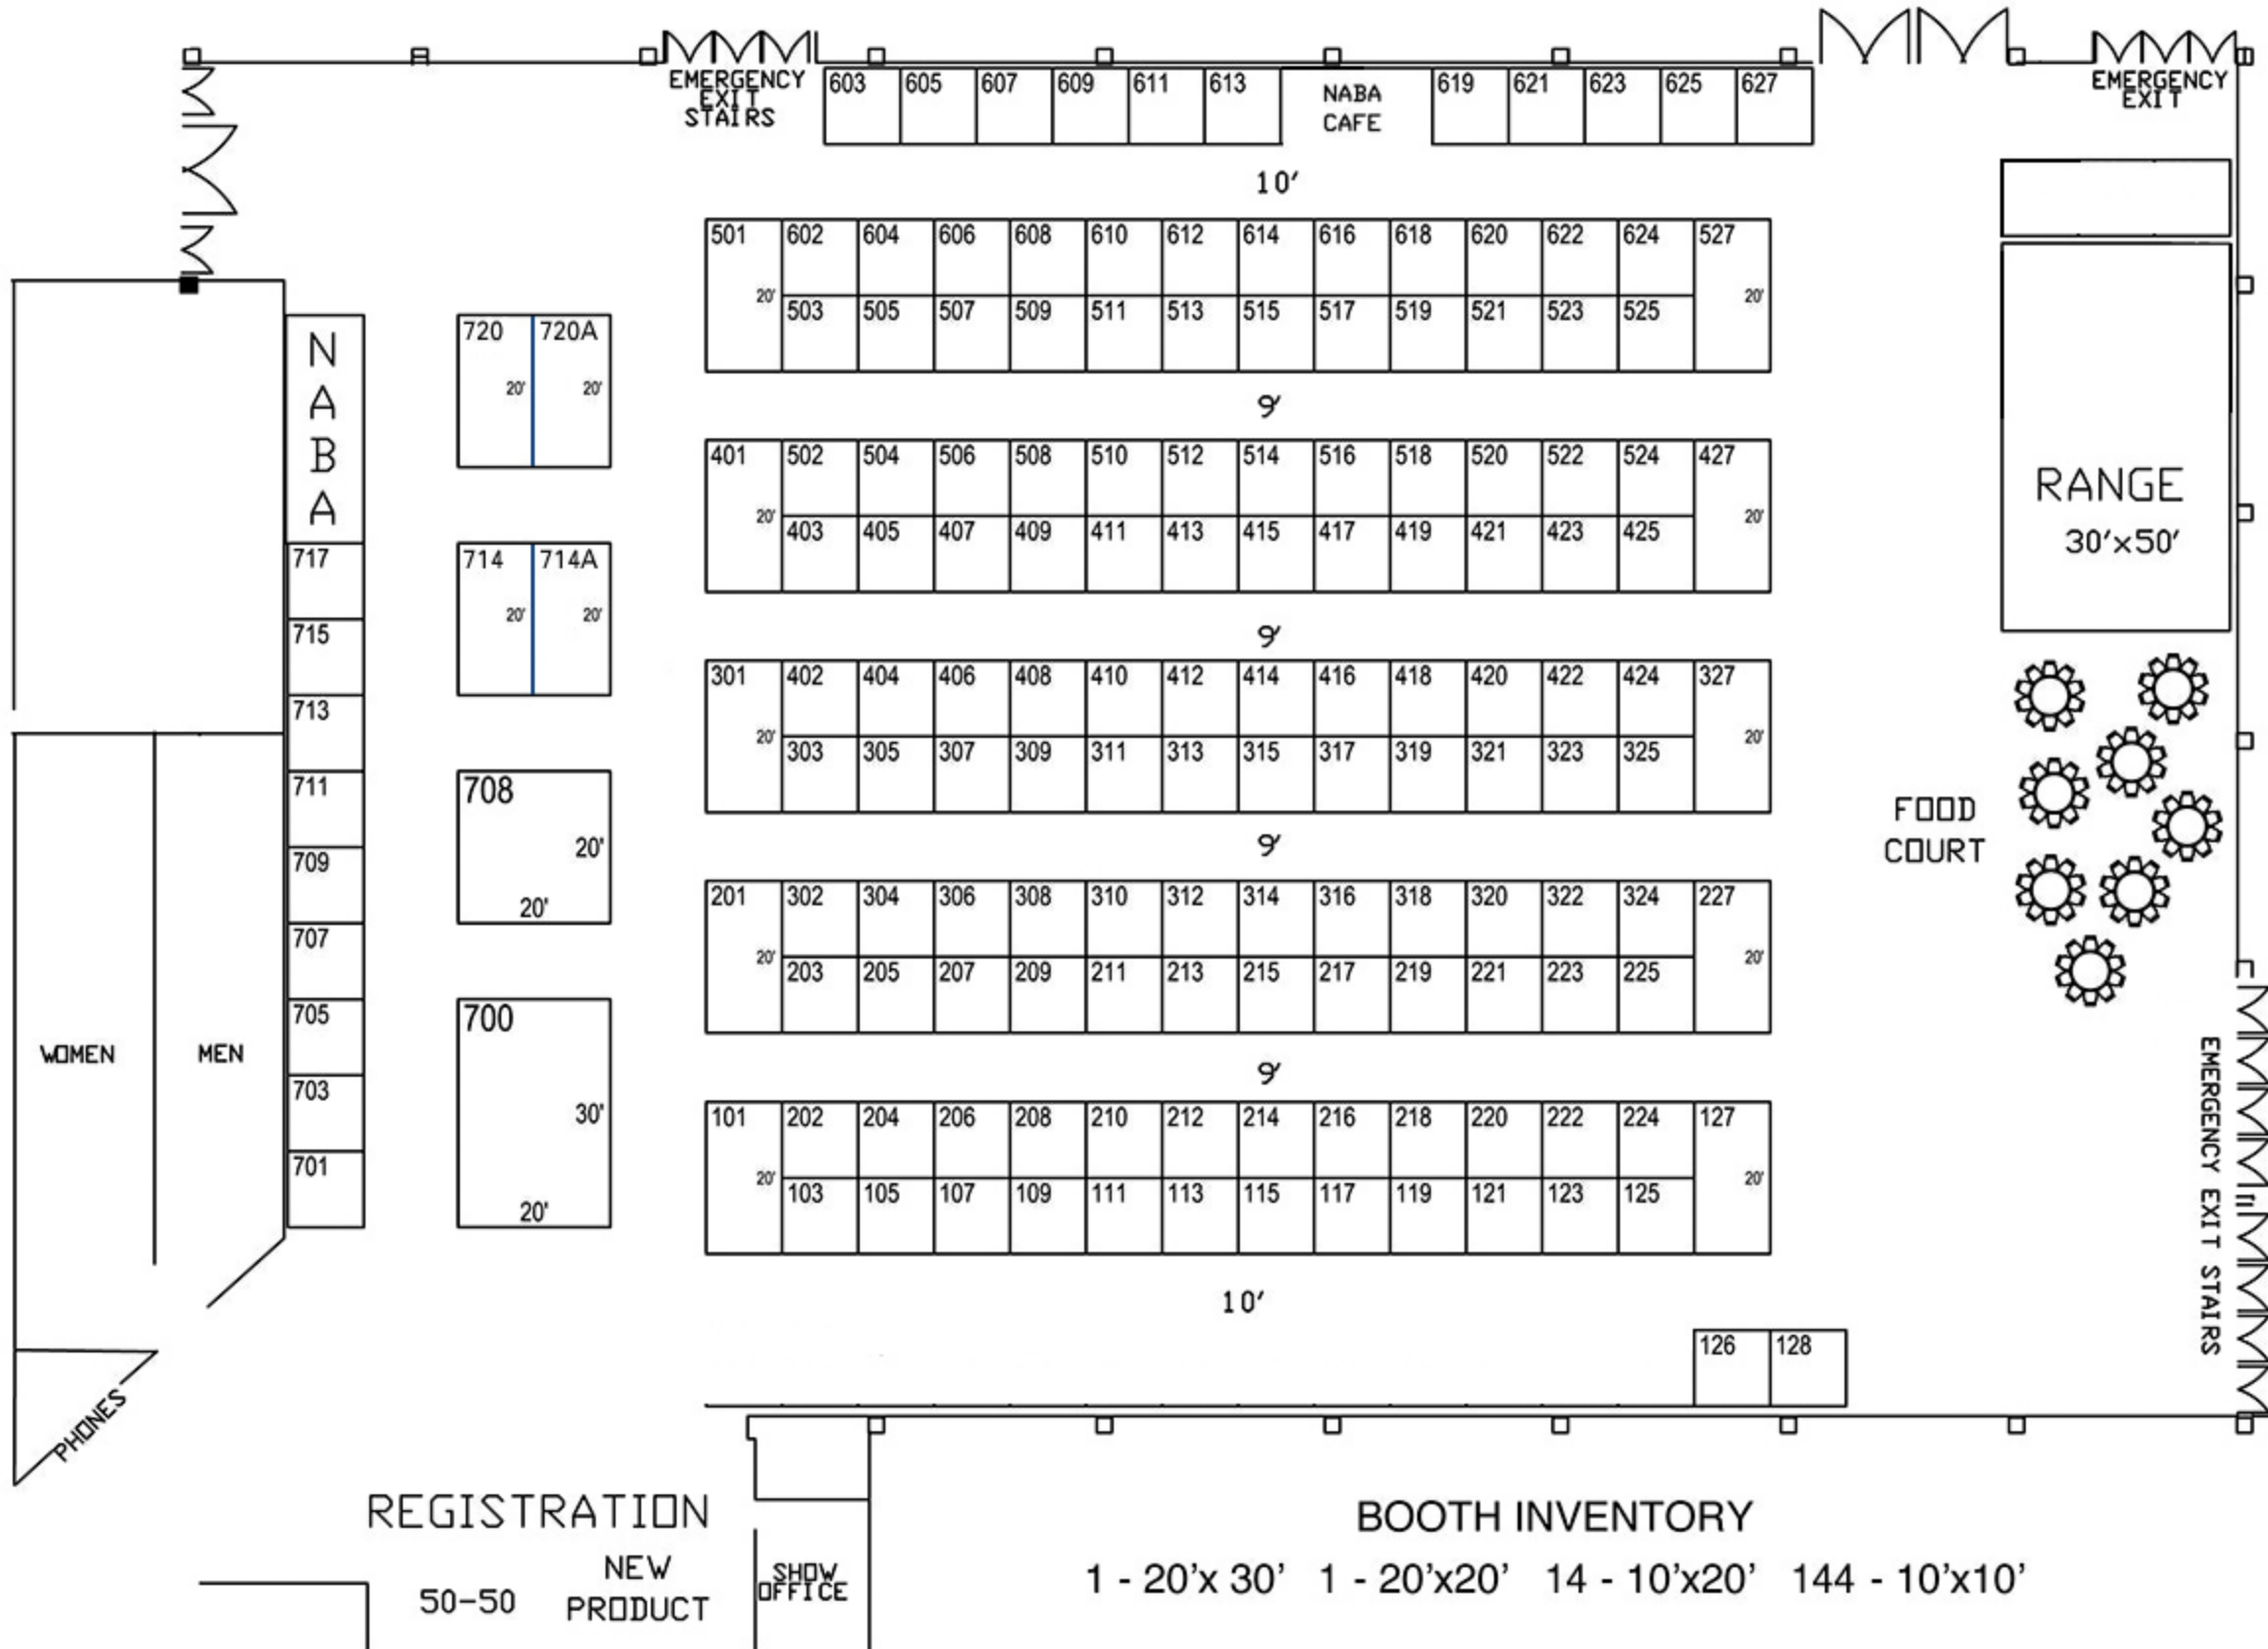 EMERGENCY
EXIT
STAIRS
603 605 607 609 611 613
NABA
CAFE
619 621 623 625 627
EMERGENCY
EXIT
10'
501 602 604 606 608 610 612 614 616 618 620 622 624 527
20' 20'
503 505 507 509 511 513 515 517 519 521 523 525
NABA
720 720A
20' 20'
9'
401 502 504 506 508 510 512 514 516 518 520 522 524 427
20' 20'
403 405 407 409 411 413 415 417 419 421 423 425
RANGE
30'x50'
717
715
713
711
709
707
705
703
701
714 714A
20' 20'
9'
301 402 404 406 408 410 412 414 416 418 420 422 424 327
20' 20'
303 305 307 309 311 313 315 317 319 321 323 325
708
20'
20'
FOOD
COURT
9'
201 302 304 306 308 310 312 314 316 318 320 322 324 227
20' 20'
203 205 207 209 211 213 215 217 219 221 223 225
700
30'
20'
WOMEN
MEN
9'
101 202 204 206 208 210 212 214 216 218 220 222 224 127
20' 20'
103 105 107 109 111 113 115 117 119 121 123 125
EMERGENCY EXIT STAIRS
10'
126 128
PHONES
REGISTRATION
50-50
NEW
PRODUCT
SHOW
OFFICE
BOOTH INVENTORY
1 - 20'x 30' 1 - 20'x20' 14 - 10'x20' 144 - 10'x10'